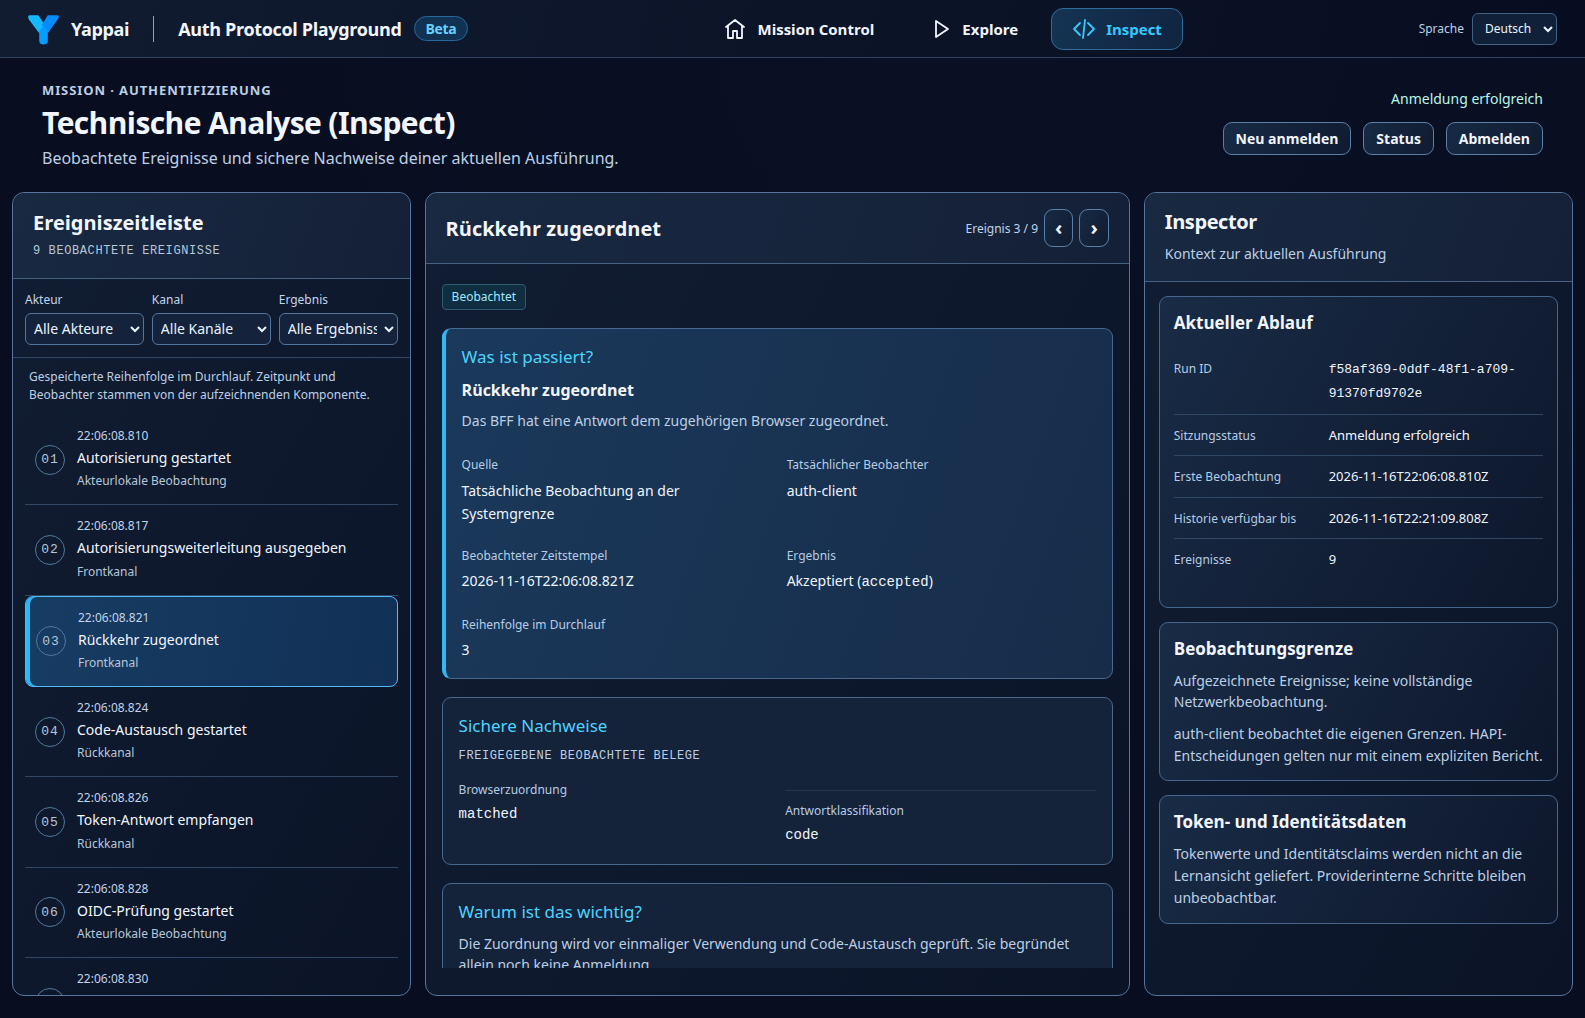 Yappai
Auth Protocol Playground
Beta
Mission Control
Explore
Inspect
Sprache
Deutsch
MISSION · AUTHENTIFIZIERUNG
Technische Analyse (Inspect)
Beobachtete Ereignisse und sichere Nachweise deiner aktuellen Ausführung.
Anmeldung erfolgreich
Neu anmelden
Status
Abmelden
Ereigniszeitleiste
9 BEOBACHTETE EREIGNISSE
Akteur
Kanal
Ergebnis
Alle Akteure
Alle Kanäle
Alle Ergebniss
Gespeicherte Reihenfolge im Durchlauf. Zeitpunkt und
Beobachter stammen von der aufzeichnenden Komponente.
22:06:08.810
01
Autorisierung gestartet
Akteurlokale Beobachtung
22:06:08.817
02
Autorisierungsweiterleitung ausgegeben
Frontkanal
22:06:08.821
03
Rückkehr zugeordnet
Frontkanal
22:06:08.824
04
Code-Austausch gestartet
Rückkanal
22:06:08.826
05
Token-Antwort empfangen
Rückkanal
22:06:08.828
06
OIDC-Prüfung gestartet
Akteurlokale Beobachtung
22:06:08.830
Rückkehr zugeordnet
Ereignis 3 / 9
‹
›
Beobachtet
Was ist passiert?
Rückkehr zugeordnet
Das BFF hat eine Antwort dem zugehörigen Browser zugeordnet.
Quelle
Tatsächliche Beobachtung an der
Systemgrenze
Tatsächlicher Beobachter
auth-client
Beobachteter Zeitstempel
2026-11-16T22:06:08.821Z
Ergebnis
Akzeptiert (accepted)
Reihenfolge im Durchlauf
3
Sichere Nachweise
FREIGEGEBENE BEOBACHTETE BELEGE
Browserzuordnung
matched
Antwortklassifikation
code
Warum ist das wichtig?
Die Zuordnung wird vor einmaliger Verwendung und Code-Austausch geprüft. Sie begründet
allein noch keine Anmeldung.
Inspector
Kontext zur aktuellen Ausführung
Aktueller Ablauf
Run ID
f58af369-0ddf-48f1-a709-
91370fd9702e
Sitzungsstatus
Anmeldung erfolgreich
Erste Beobachtung
2026-11-16T22:06:08.810Z
Historie verfügbar bis
2026-11-16T22:21:09.808Z
Ereignisse
9
Beobachtungsgrenze
Aufgezeichnete Ereignisse; keine vollständige
Netzwerkbeobachtung.
auth-client beobachtet die eigenen Grenzen. HAPI-
Entscheidungen gelten nur mit einem expliziten Bericht.
Token- und Identitätsdaten
Tokenwerte und Identitätsclaims werden nicht an die
Lernansicht geliefert. Providerinterne Schritte bleiben
unbeobachtbar.